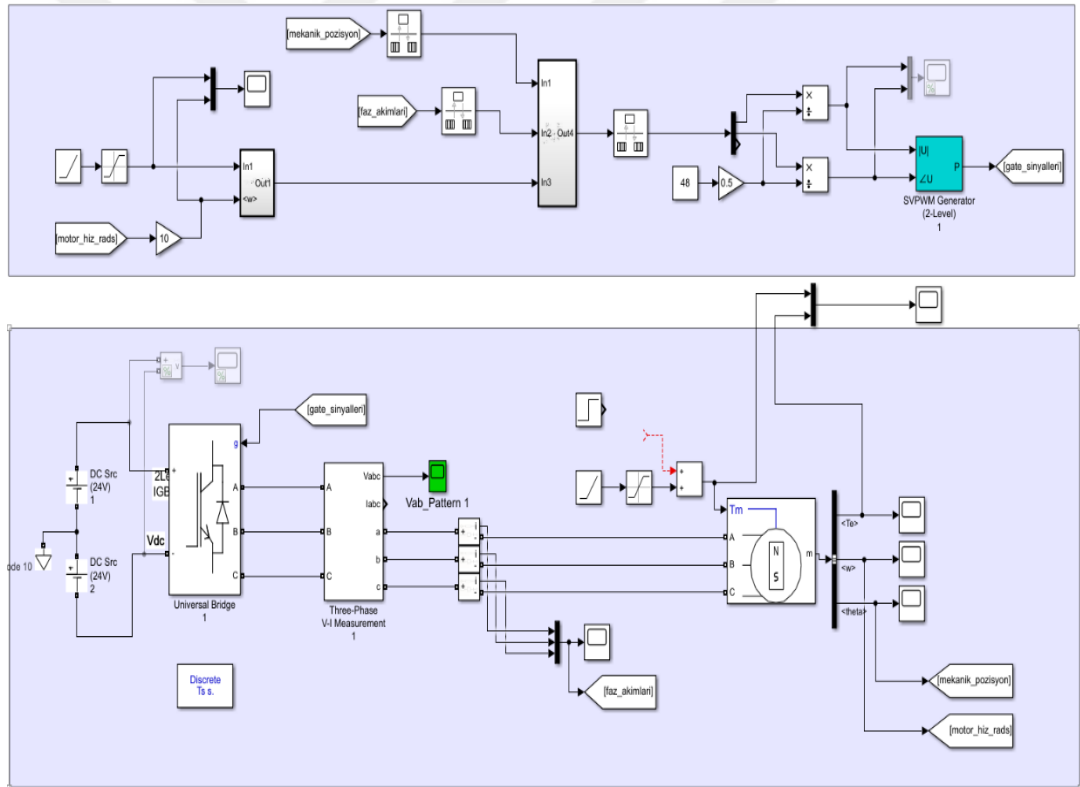 [mekanik_pozisyon]
[faz_akimlari]
In1
In2
Out4
In3
In1
Out1
<w>
[motor_hiz_rads]
10
48
0.5
×
÷
×
÷
|U|
P
∠U
SVPWM Generator
(2-Level)
1
[gate_sinyalleri]
+
v
-
[gate_sinyalleri]
DC Src
(24V)
1
DC Src
(24V)
2
ode 10
Vdc
IGB
g
+
-
A
B
C
Universal Bridge
1
A
B
C
Vabc
Iabc
a
b
c
Three-Phase
V-I Measurement
1
Vab_Pattern 1
+
i
-
+
i
-
+
i
-
+
+
Tm
A
B
C
N
S
m
<Te>
<w>
<theta>
[faz_akimlari]
[mekanik_pozisyon]
[motor_hiz_rads]
Discrete
Ts s.